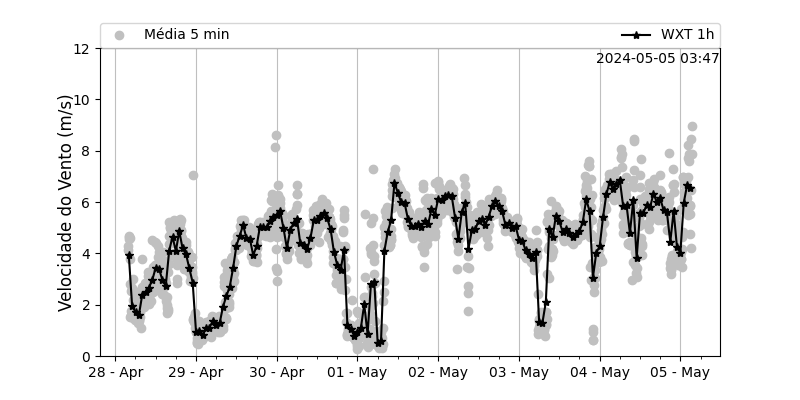 Média 5 min
WXT 1h
2024-05-05 03:47
Velocidade do Vento (m/s)
12
10
8
6
4
2
0
28 - Apr
29 - Apr
30 - Apr
01 - May
02 - May
03 - May
04 - May
05 - May